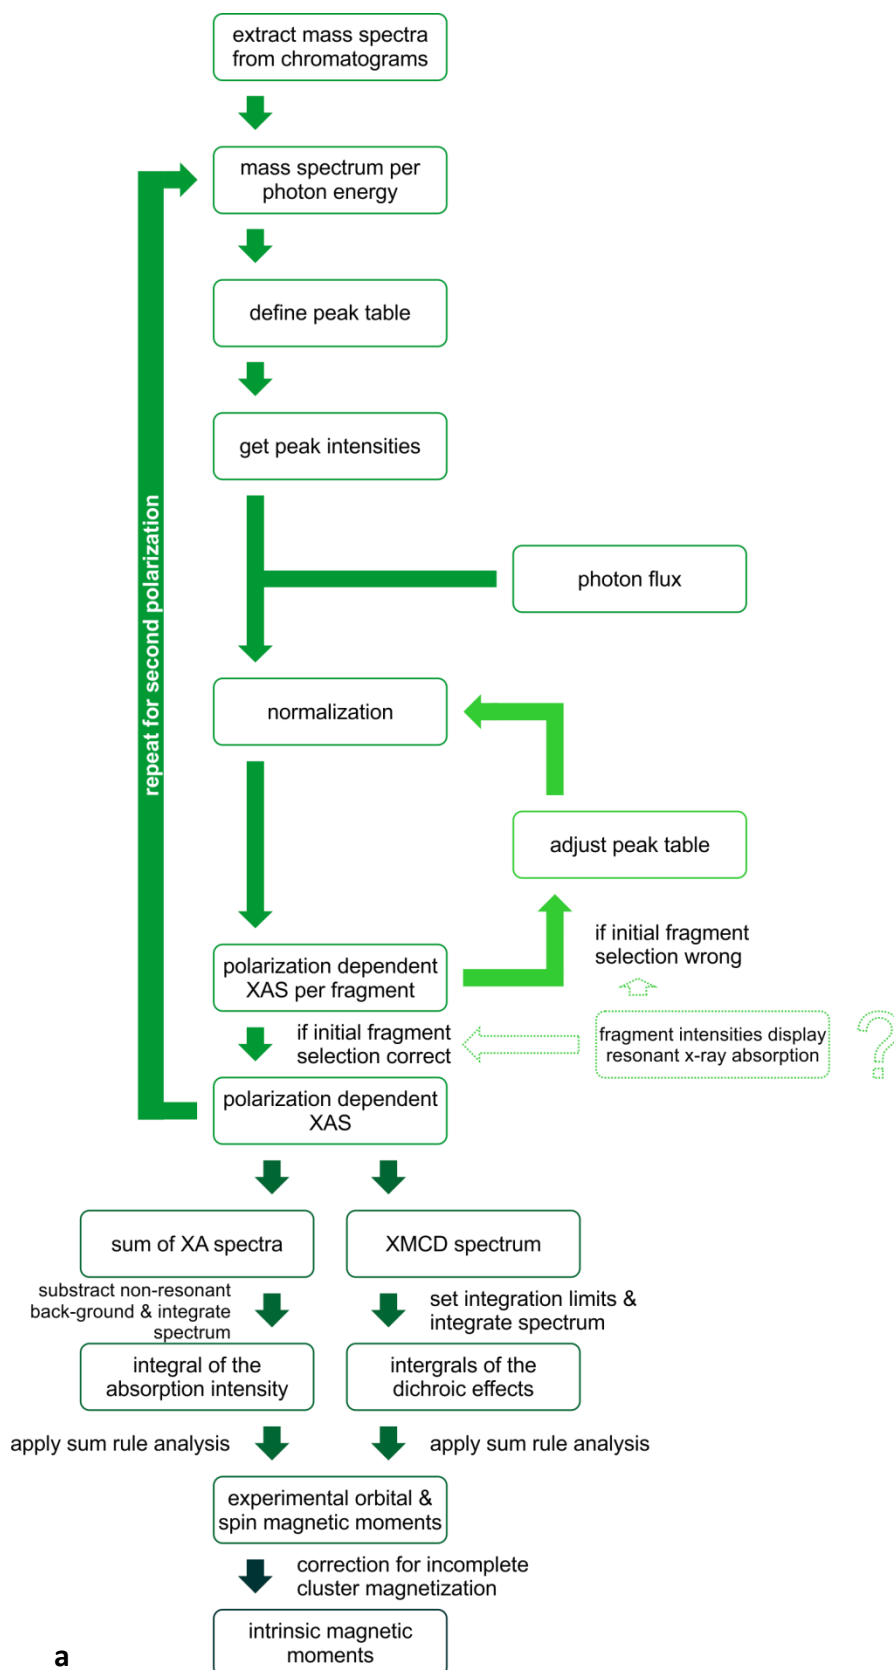 extract mass spectra
from chromatograms
mass spectrum per
photon energy
define peak table
get peak intensities
repeat for second polarization
photon flux
normalization
adjust peak table
if initial fragment
selection wrong
polarization dependent
XAS per fragment
if initial fragment
selection correct
fragment intensities display
resonant x-ray absorption
?
polarization dependent
XAS
sum of XA spectra
XMCD spectrum
substract non-resonant
back-ground & integrate
spectrum
set integration limits &
integrate spectrum
integral of the
absorption intensity
intergrals of the
dichroic effects
apply sum rule analysis
apply sum rule analysis
experimental orbital &
spin magnetic moments
correction for incomplete
cluster magnetization
intrinsic magnetic
moments
a